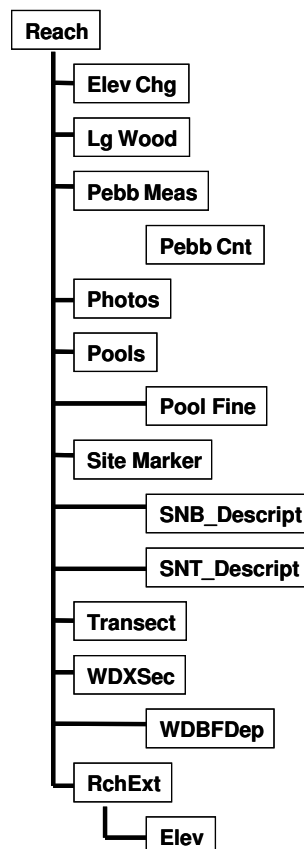 Reach
Elev Chg
Lg Wood
Pebb Meas
Pebb Cnt
Photos
Pools
Pool Fine
Site Marker
SNB_Descript
SNT_Descript
Transect
WDXSec
WDBFDep
RchExt
Elev